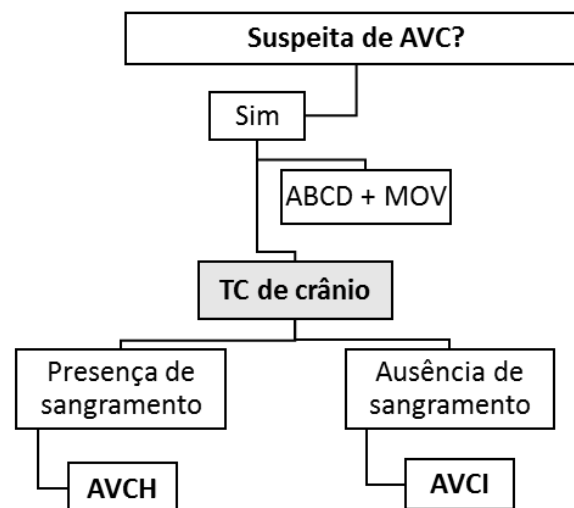 Suspeita de AVC?
Sim
ABCD + MOV
TC de crânio
Presença de
sangramento
Ausência de
sangramento
AVCH
AVCI